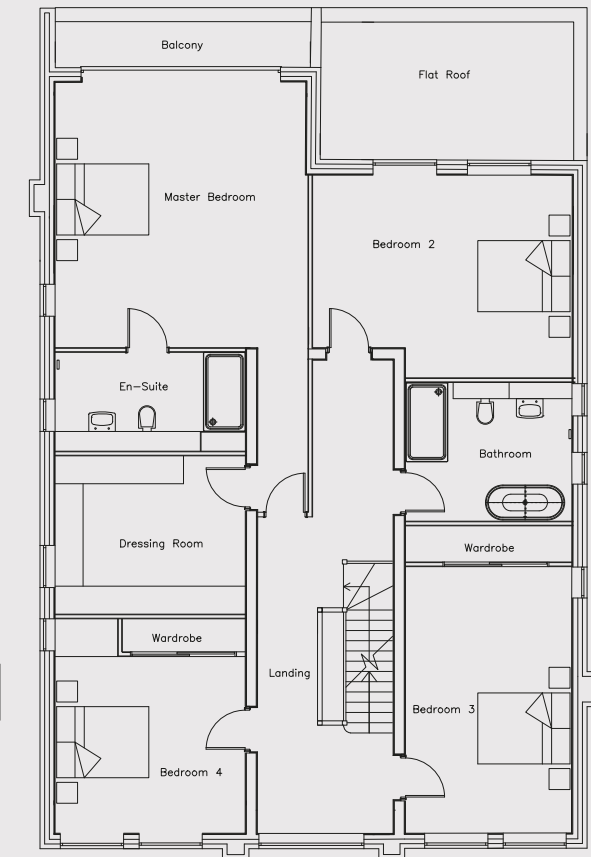 Balcony
Flat Roof
Master Bedroom
Bedroom 2
En-Suite
Bathroom
Dressing Room
Wardrobe
Wardrobe
Landing
Bedroom 3
Bedroom 4